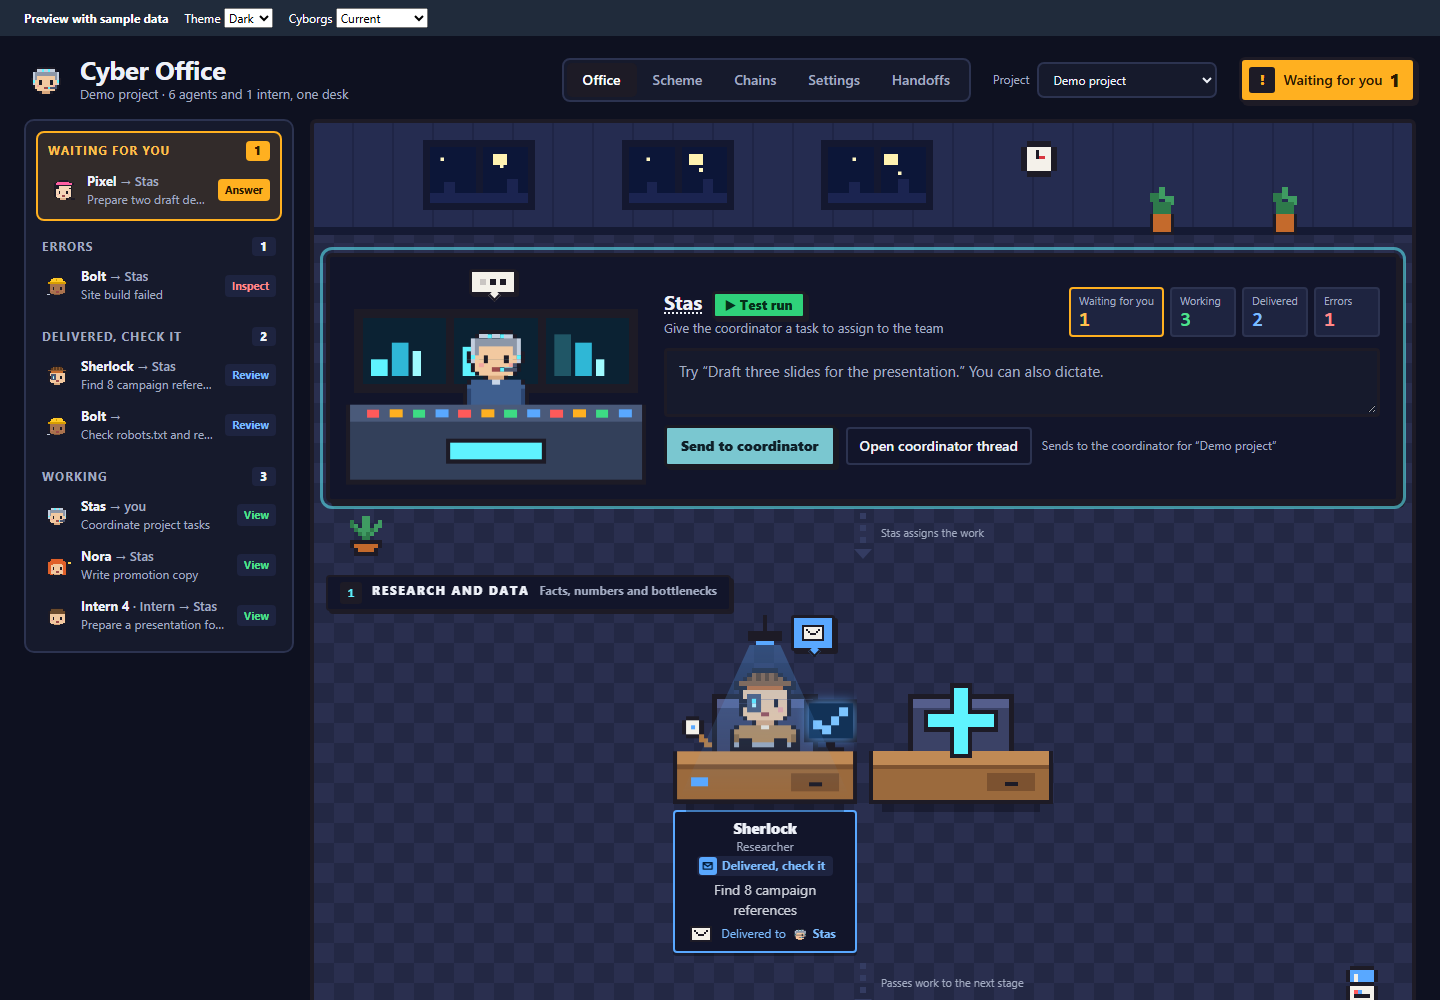 Preview with sample data Theme Dark Cyborgs Current
Cyber Office
Demo project · 6 agents and 1 intern, one desk
Office Scheme Chains Settings Handoffs
Project Demo project
! Waiting for you 1
WAITING FOR YOU 1
Pixel → Stas
Prepare two draft de...
Answer
ERRORS 1
Bolt → Stas
Site build failed
Inspect
DELIVERED, CHECK IT 2
Sherlock → Stas
Find 8 campaign refere...
Review
Bolt →
Check robots.txt and re...
Review
WORKING 3
Stas → you
Coordinate project tasks
View
Nora → Stas
Write promotion copy
View
Intern 4 · Intern → Stas
Prepare a presentation fo...
View
Stas ▶ Test run
Give the coordinator a task to assign to the team
Waiting for you
1
Working
3
Delivered
2
Errors
1
Try “Draft three slides for the presentation.” You can also dictate.
Send to coordinator Open coordinator thread Sends to the coordinator for “Demo project”
Stas assigns the work
1 RESEARCH AND DATA Facts, numbers and bottlenecks
Sherlock
Researcher
Delivered, check it
Find 8 campaign
references
Delivered to Stas
Passes work to the next stage